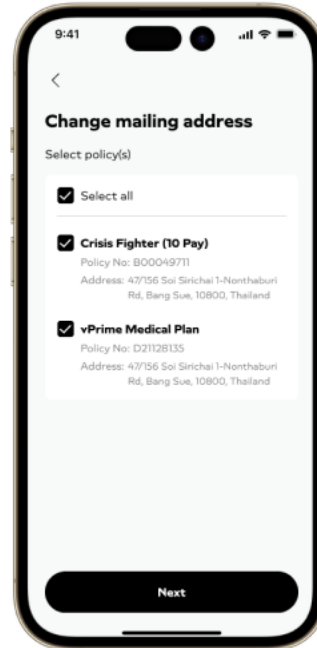 9:41
Change mailing address
Select policy(s)
Select all
Crisis Fighter (10 Pay)
Policy No: B00049711
Address: 47/156 Soi Sirichai 1-Nonthaburi
Rd, Bang Sue, 10800, Thailand
vPrime Medical Plan
Policy No: D21128135
Address: 47/156 Soi Sirichai 1-Nonthaburi
Rd, Bang Sue, 10800, Thailand
Next